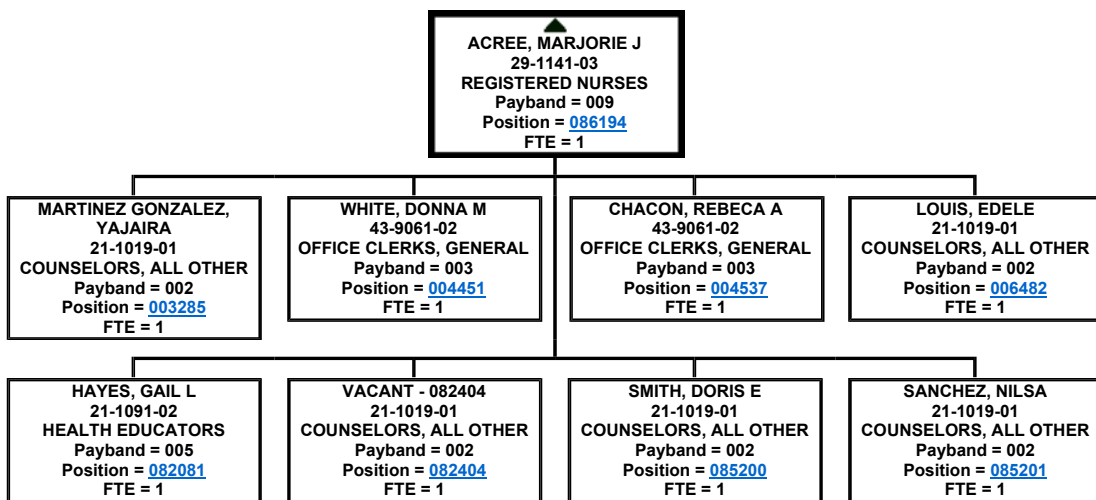 ACREE, MARJORIE J
29-1141-03
REGISTERED NURSES
Payband = 009
Position = 086194
FTE = 1
MARTINEZ GONZALEZ,
YAJAIRA
21-1019-01
COUNSELORS, ALL OTHER
Payband = 002
Position = 003285
FTE = 1
WHITE, DONNA M
43-9061-02
OFFICE CLERKS, GENERAL
Payband = 003
Position = 004451
FTE = 1
CHACON, REBECA A
43-9061-02
OFFICE CLERKS, GENERAL
Payband = 003
Position = 004537
FTE = 1
LOUIS, EDELE
21-1019-01
COUNSELORS, ALL OTHER
Payband = 002
Position = 006482
FTE = 1
HAYES, GAIL L
21-1091-02
HEALTH EDUCATORS
Payband = 005
Position = 082081
FTE = 1
VACANT - 082404
21-1019-01
COUNSELORS, ALL OTHER
Payband = 002
Position = 082404
FTE = 1
SMITH, DORIS E
21-1019-01
COUNSELORS, ALL OTHER
Payband = 002
Position = 085200
FTE = 1
SANCHEZ, NILSA
21-1019-01
COUNSELORS, ALL OTHER
Payband = 002
Position = 085201
FTE = 1